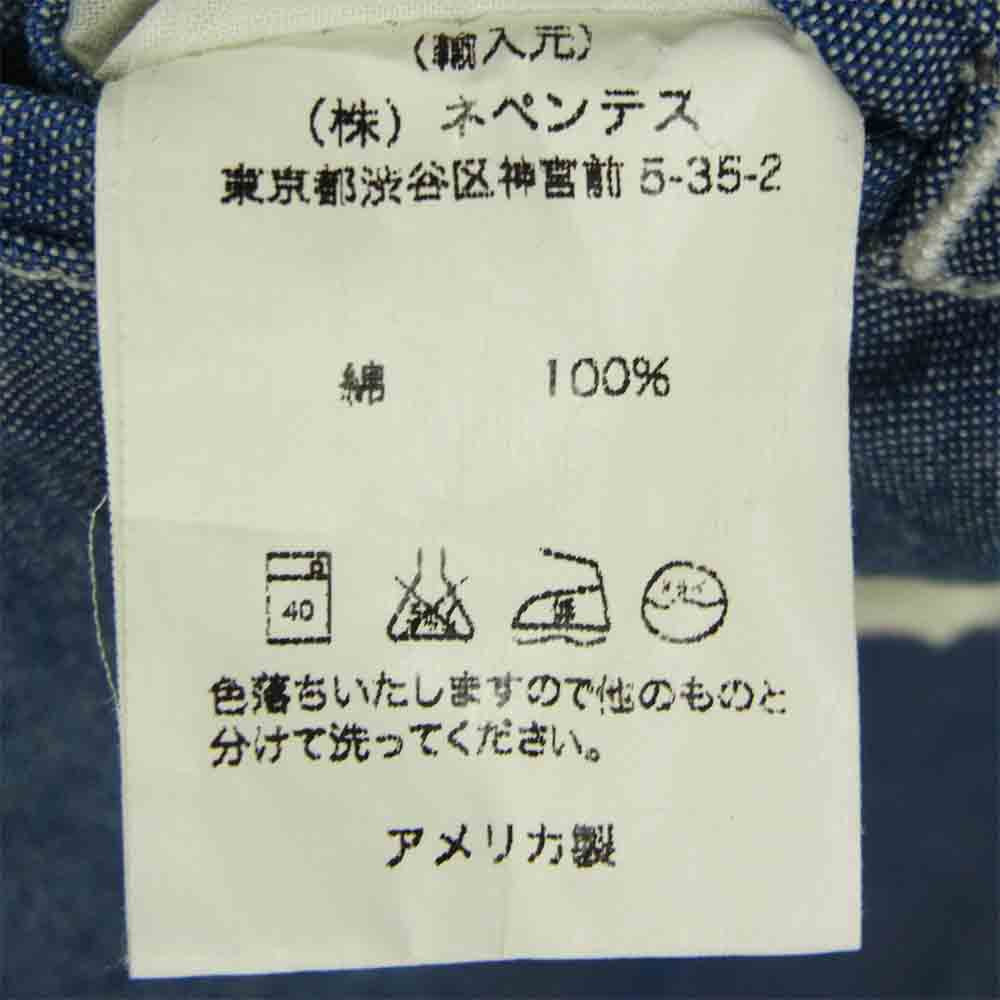 (輸入元)
(株) ネペンテス
東京都渋谷区神宮前 5-35-2
綿 100%
40
色落ちいたしますので他のものと
分けて洗ってください。
アメリカ製